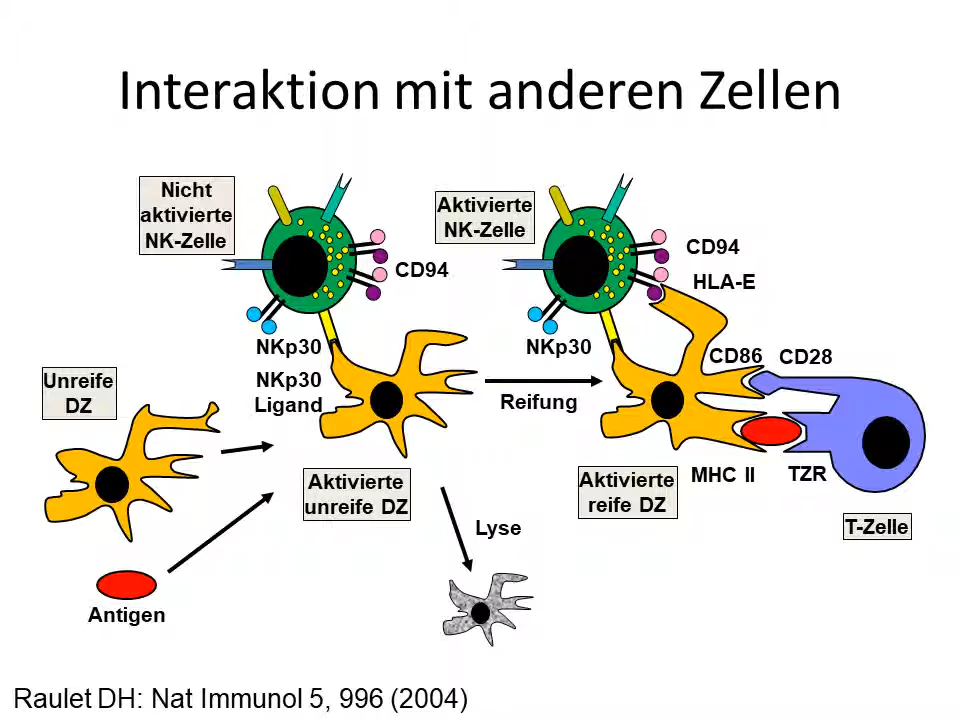 Interaktion mit anderen Zellen
Nicht
aktivierte
NK-Zelle
CD94
NKp30
NKp30
Ligand
Aktivierte
NK-Zelle
CD94
HLA-E
NKp30
CD86
CD28
Unreife
DZ
Reifung
Aktivierte
unreife DZ
Aktivierte
reife DZ
MHC II
TZR
T-Zelle
Lyse
Antigen
Raulet DH: Nat Immunol 5, 996 (2004)